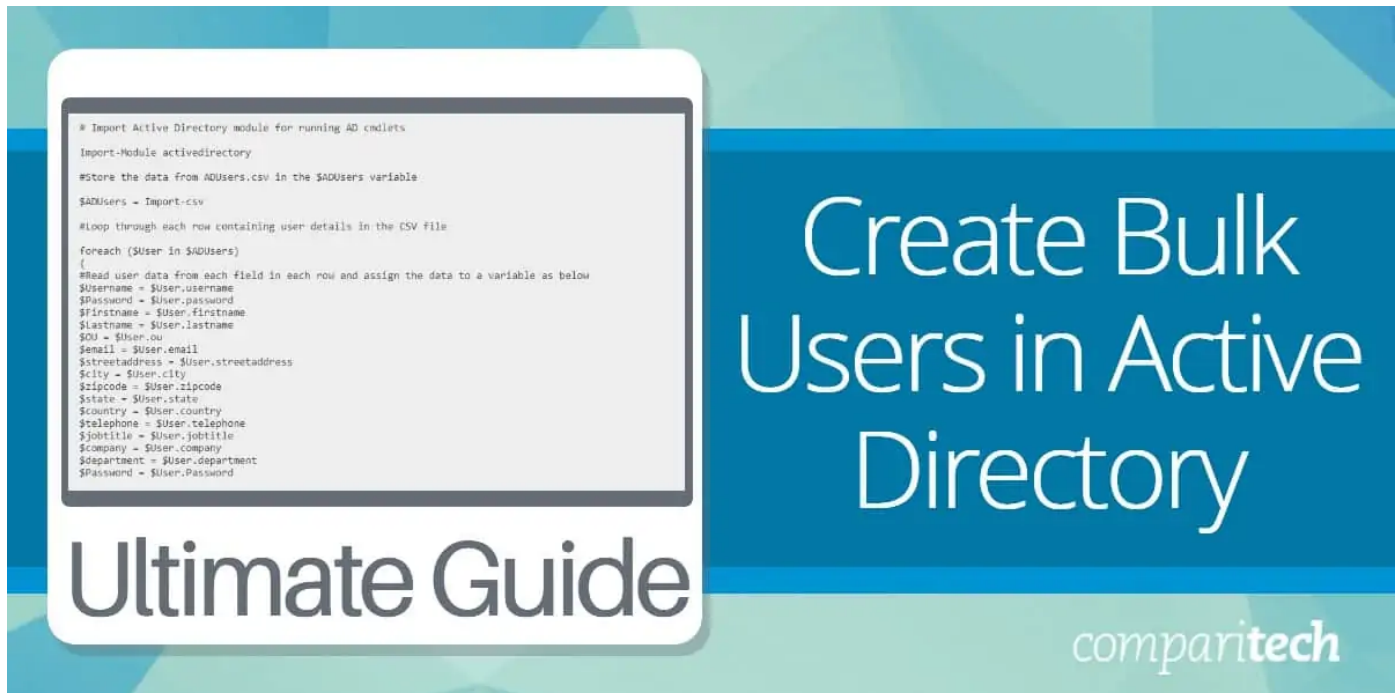 # Import Active Directory module for running AD cmdlets
Import-Module activedirectory
#Store the data from ADUsers.csv in the $ADUsers variable
$ADUsers = Import-csv
#Loop through each row containing user details in the CSV file
foreach ($User in $ADUsers)
{
#Read user data from each field in each row and assign the data to a variable as below
$Username = $User.username
$Password = $User.password
$Firstname = $User.firstname
$Lastname = $User.lastname
$OU = $User.ou
$email = $User.email
$streetaddress = $User.streetaddress
$city = $User.city
$zipcode = $User.zipcode
$state = $User.state
$country = $User.country
$telephone = $User.telephone
$jobtitle = $User.jobtitle
$company = $User.company
$department = $User.department
$Password = $User.Password
Ultimate Guide
Create Bulk
Users in Active
Directory
comparitech